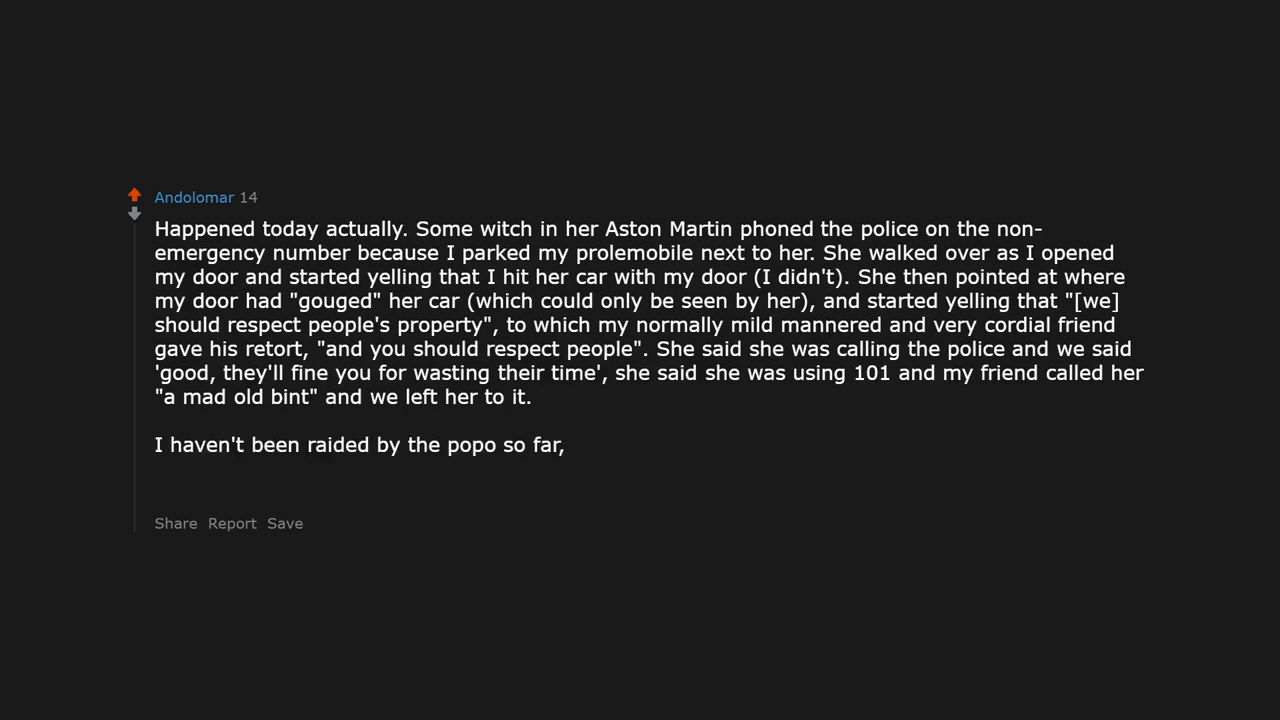 Andolomar 14
Happened today actually. Some witch in her Aston Martin phoned the police on the non-
emergency number because I parked my prolemobile next to her. She walked over as I opened
my door and started yelling that I hit her car with my door (I didn't). She then pointed at where
my door had "gouged" her car (which could only be seen by her), and started yelling that "[we]
should respect people's property", to which my normally mild mannered and very cordial friend
gave his retort, "and you should respect people". She said she was calling the police and we said
'good, they'll fine you for wasting their time', she said she was using 101 and my friend called her
"a mad old bint" and we left her to it.
I haven't been raided by the popo so far,
Share Report Save